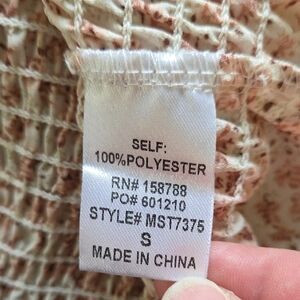 SELF:
100%POLYESTER
RN# 158788
PO# 601210
STYLE# MST7375
S
MADE IN CHINA